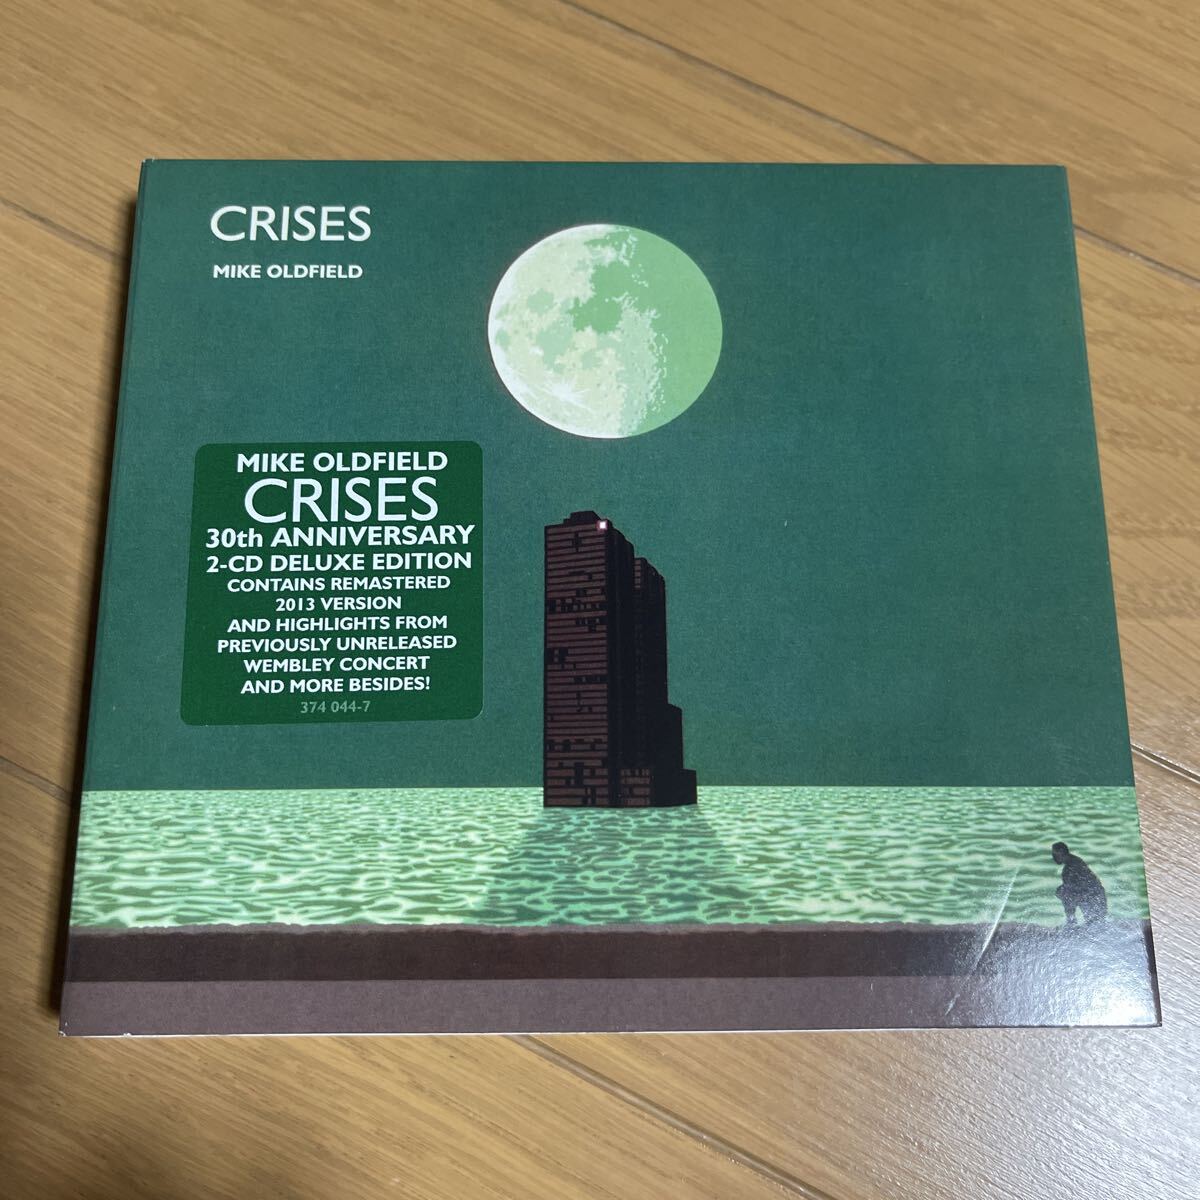 CRISES
MIKE OLDFIELD
MIKE OLDFIELD
CRISES
30th ANNIVERSARY
2-CD DELUXE EDITION
CONTAINS REMASTERED
2013 VERSION
AND HIGHLIGHTS FROM
PREVIOUSLY UNRELEASED
WEMBLEY CONCERT
AND MORE BESIDES!
374 044-7